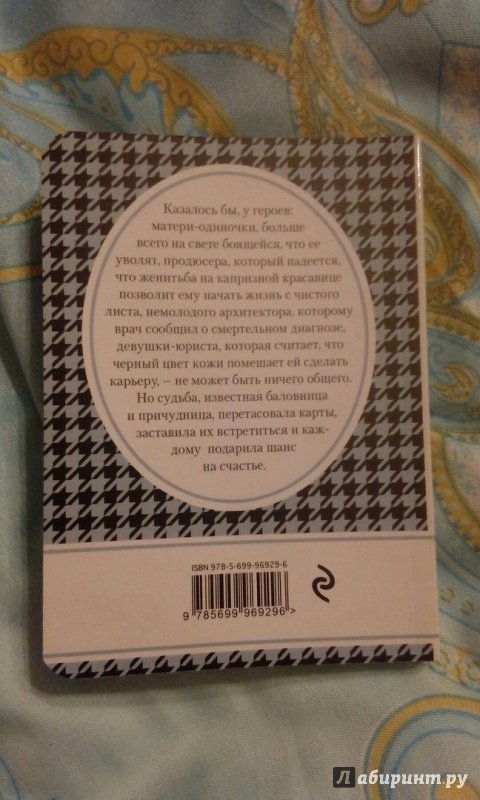 Казалось бы, у героев:
матери-одиночки, больше
всего на свете боящейся, что ее
уволят, продюсера, который надеется,
что женитьба на капризной красавице
позволит ему начать жизнь с чистого
листа, немолодого архитектора, которому
врач сообщил о смертельном диагнозе,
девушки-юриста, которая считает, что
черный цвет кожи помешает ей сделать
карьеру, – не может быть ничего общего.
Но судьба, известная баловница
и причудница, перетасовала карты,
заставила их встретиться и каж-
дому подарила шанс
на счастье.
ISBN 978-5-699-96929-6
9 785699 969296>
Лабиринт.ру